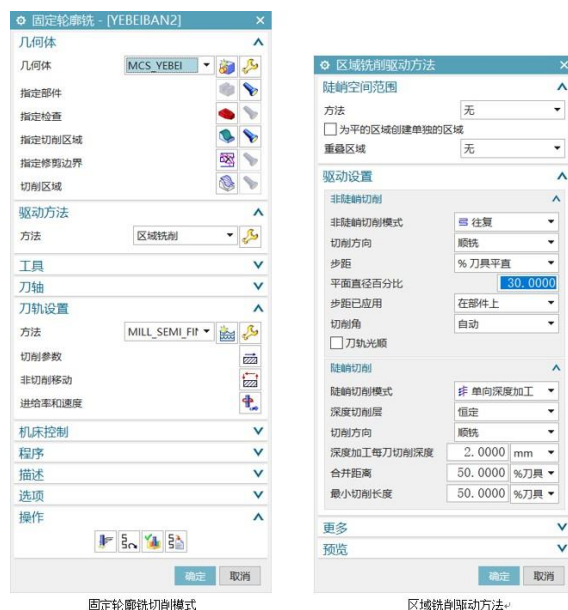 固定轮廓铣 - [YEBEIBAN2]
几何体
几何体 MCS_YEBEI
指定部件
指定检查
指定切削区域
指定修剪边界
切削区域
驱动方法
方法 区域铣削
工具
刀轴
刀轨设置
方法 MILL_SEMI_FII
切削参数
非切削移动
进给率和速度
机床控制
程序
描述
选项
操作
确定 取消
固定轮廓铣切削模式
区域铣削驱动方法
陡峭空间范围
方法 无
为平的区域创建单独的区域
重叠区域 无
驱动设置
非陡峭切削
非陡峭切削模式 往复
切削方向 顺铣
步距 % 刀具平直
平面直径百分比 30.0000
步距已应用 在部件上
切削角 自动
刀轨光顺
陡峭切削
陡峭切削模式 单向深度加工
深度切削层 恒定
切削方向 顺铣
深度加工每刀切削深度 2.0000 mm
合并距离 50.0000 %刀具
最小切削长度 50.0000 %刀具
更多
预览
确定 取消
区域铣削驱动方法